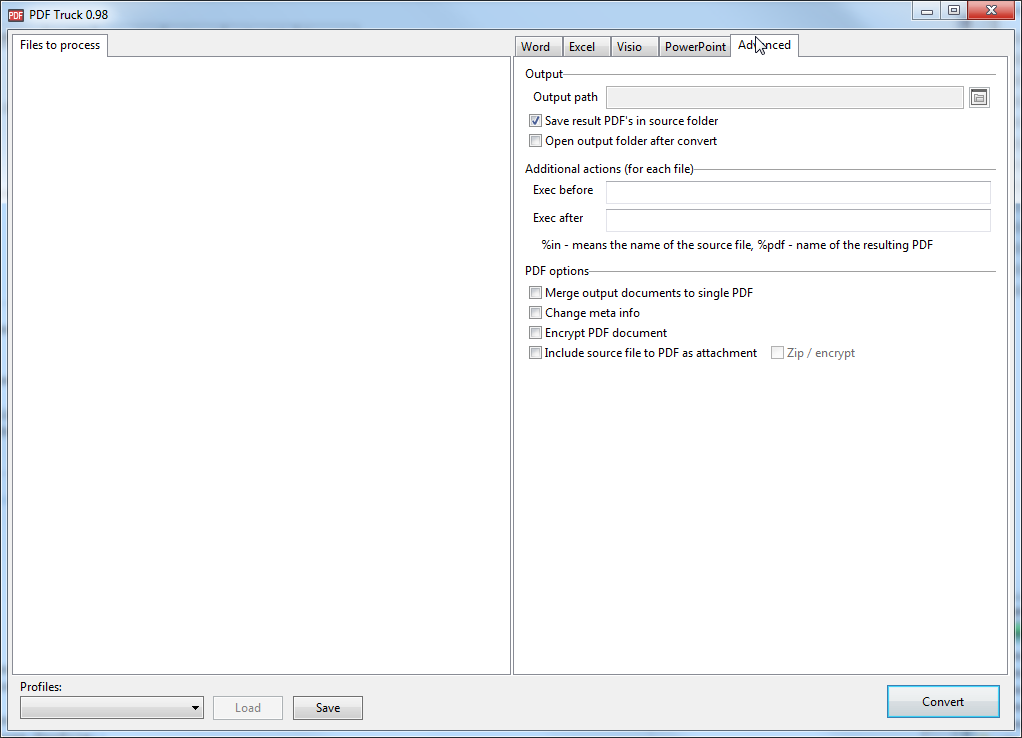 PDF PDF Truck 0.98
Files to process
Word Excel Visio PowerPoint Advanced
Output
Output path
Save result PDF's in source folder
Open output folder after convert
Additional actions (for each file)
Exec before
Exec after
%in - means the name of the source file, %pdf - name of the resulting PDF
PDF options
Merge output documents to single PDF
Change meta info
Encrypt PDF document
Include source file to PDF as attachment Zip / encrypt
Profiles:
Load Save Convert